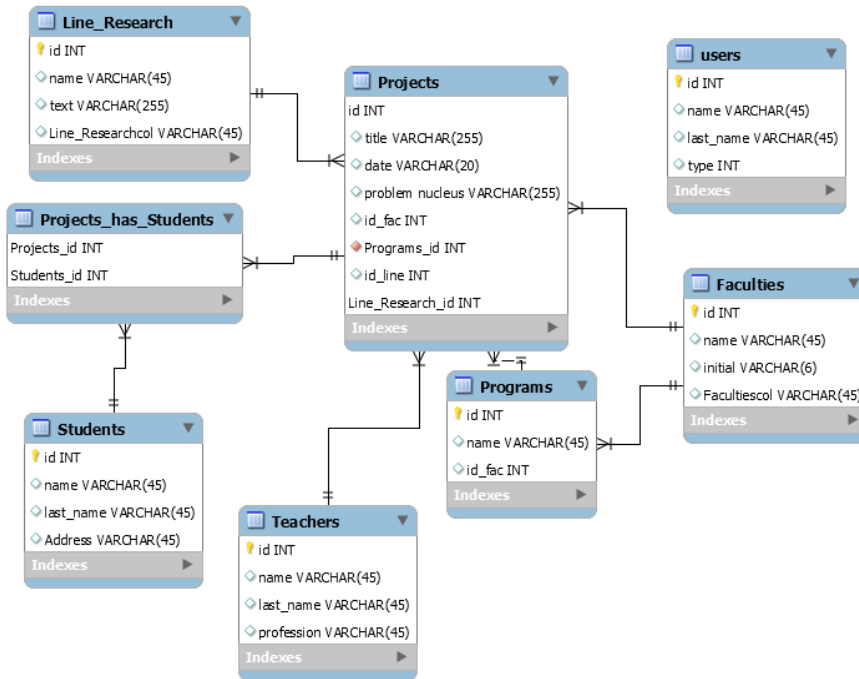 Line_Research
id INT
name VARCHAR(45)
text VARCHAR(255)
Line_Researchcol VARCHAR(45)
Indexes
Projects
id INT
title VARCHAR(255)
date VARCHAR(20)
problem nucleus VARCHAR(255)
id_fac INT
Programs_id INT
id_line INT
Line_Research_id INT
Indexes
users
id INT
name VARCHAR(45)
last_name VARCHAR(45)
type INT
Indexes
Projects_has_Students
Projects_id INT
Students_id INT
Indexes
Faculties
id INT
name VARCHAR(45)
initial VARCHAR(6)
Facultiescol VARCHAR(45)
Indexes
Programs
id INT
name VARCHAR(45)
id_fac INT
Indexes
Students
id INT
name VARCHAR(45)
last_name VARCHAR(45)
Address VARCHAR(45)
Indexes
Teachers
id INT
name VARCHAR(45)
last_name VARCHAR(45)
profession VARCHAR(45)
Indexes